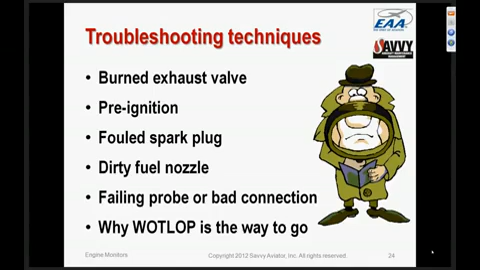 Troubleshooting techniques
EAA
SAVVY
• Burned exhaust valve
• Pre-ignition
• Fouled spark plug
• Dirty fuel nozzle
• Failing probe or bad connection
• Why WOTLOP is the way to go
Engine Monitors
Copyright 2012 Savvy Aviator, Inc. All rights reserved.
24